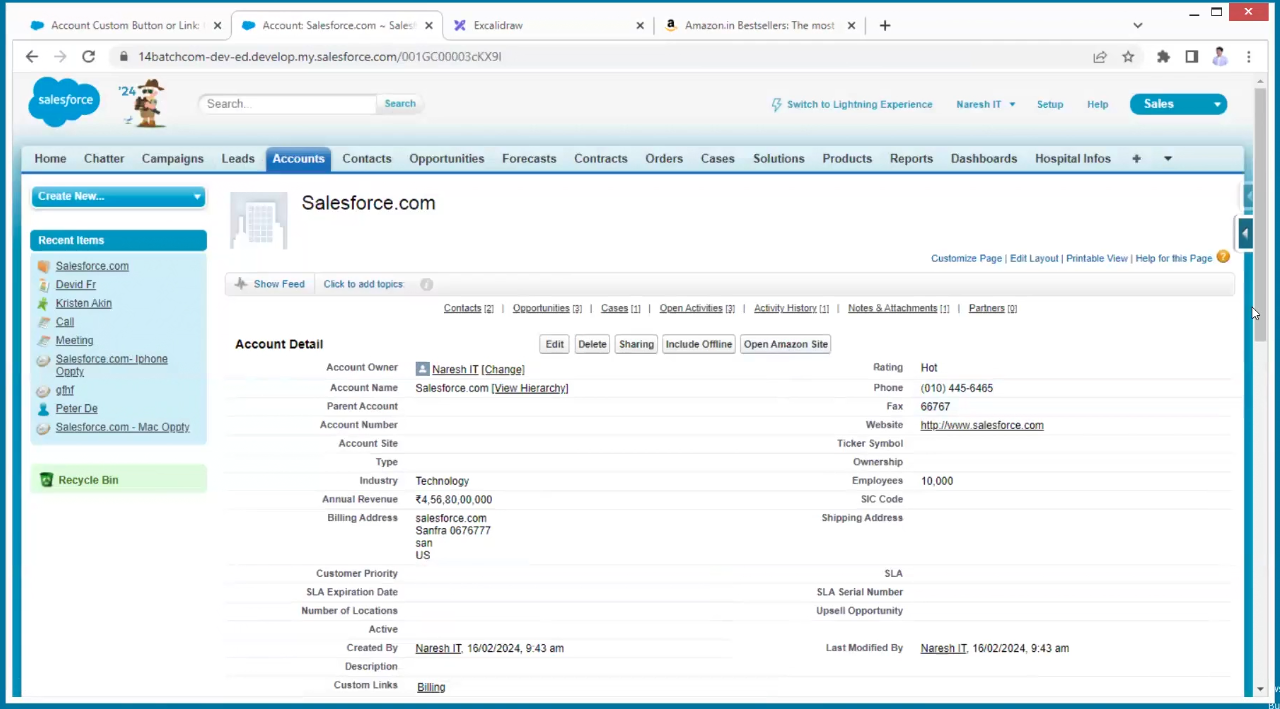 Account Custom Button or Link:
Account: Salesforce.com ~ Sales
Excalidraw
Amazon.in Bestsellers: The most
14batchcom-dev-ed.develop.my.salesforce.com/001GC00003cKX9I
salesforce
'24
Search...
Search
Switch to Lightning Experience
Naresh IT
Setup
Help
Sales
Home
Chatter
Campaigns
Leads
Accounts
Contacts
Opportunities
Forecasts
Contracts
Orders
Cases
Solutions
Products
Reports
Dashboards
Hospital Infos
Create New...
Recent Items
Salesforce.com
Devid Fr
Kristen Akin
Call
Meeting
Salesforce.com- Iphone
Oppty
gfhf
Peter De
Salesforce.com - Mac Oppty
Recycle Bin
Salesforce.com
Customize Page | Edit Layout | Printable View | Help for this Page
Show Feed
Click to add topics:
Contacts [2] | Opportunities [3] | Cases [1] | Open Activities [3] | Activity History [1] | Notes & Attachments [1] | Partners [0]
Account Detail
Edit
Delete
Sharing
Include Offline
Open Amazon Site
Account Owner Naresh IT [Change]
Rating Hot
Account Name Salesforce.com [View Hierarchy]
Phone (010) 445-6465
Parent Account
Fax 66767
Account Number
Website http://www.salesforce.com
Account Site
Ticker Symbol
Type
Ownership
Industry Technology
Employees 10,000
Annual Revenue ₹4,56,80,00,000
SIC Code
Billing Address salesforce.com
Sanfra 0676777
san
US
Shipping Address
Customer Priority
SLA
SLA Expiration Date
SLA Serial Number
Number of Locations
Upsell Opportunity
Active
Created By Naresh IT, 16/02/2024, 9:43 am
Last Modified By Naresh IT, 16/02/2024, 9:43 am
Description
Custom Links Billing